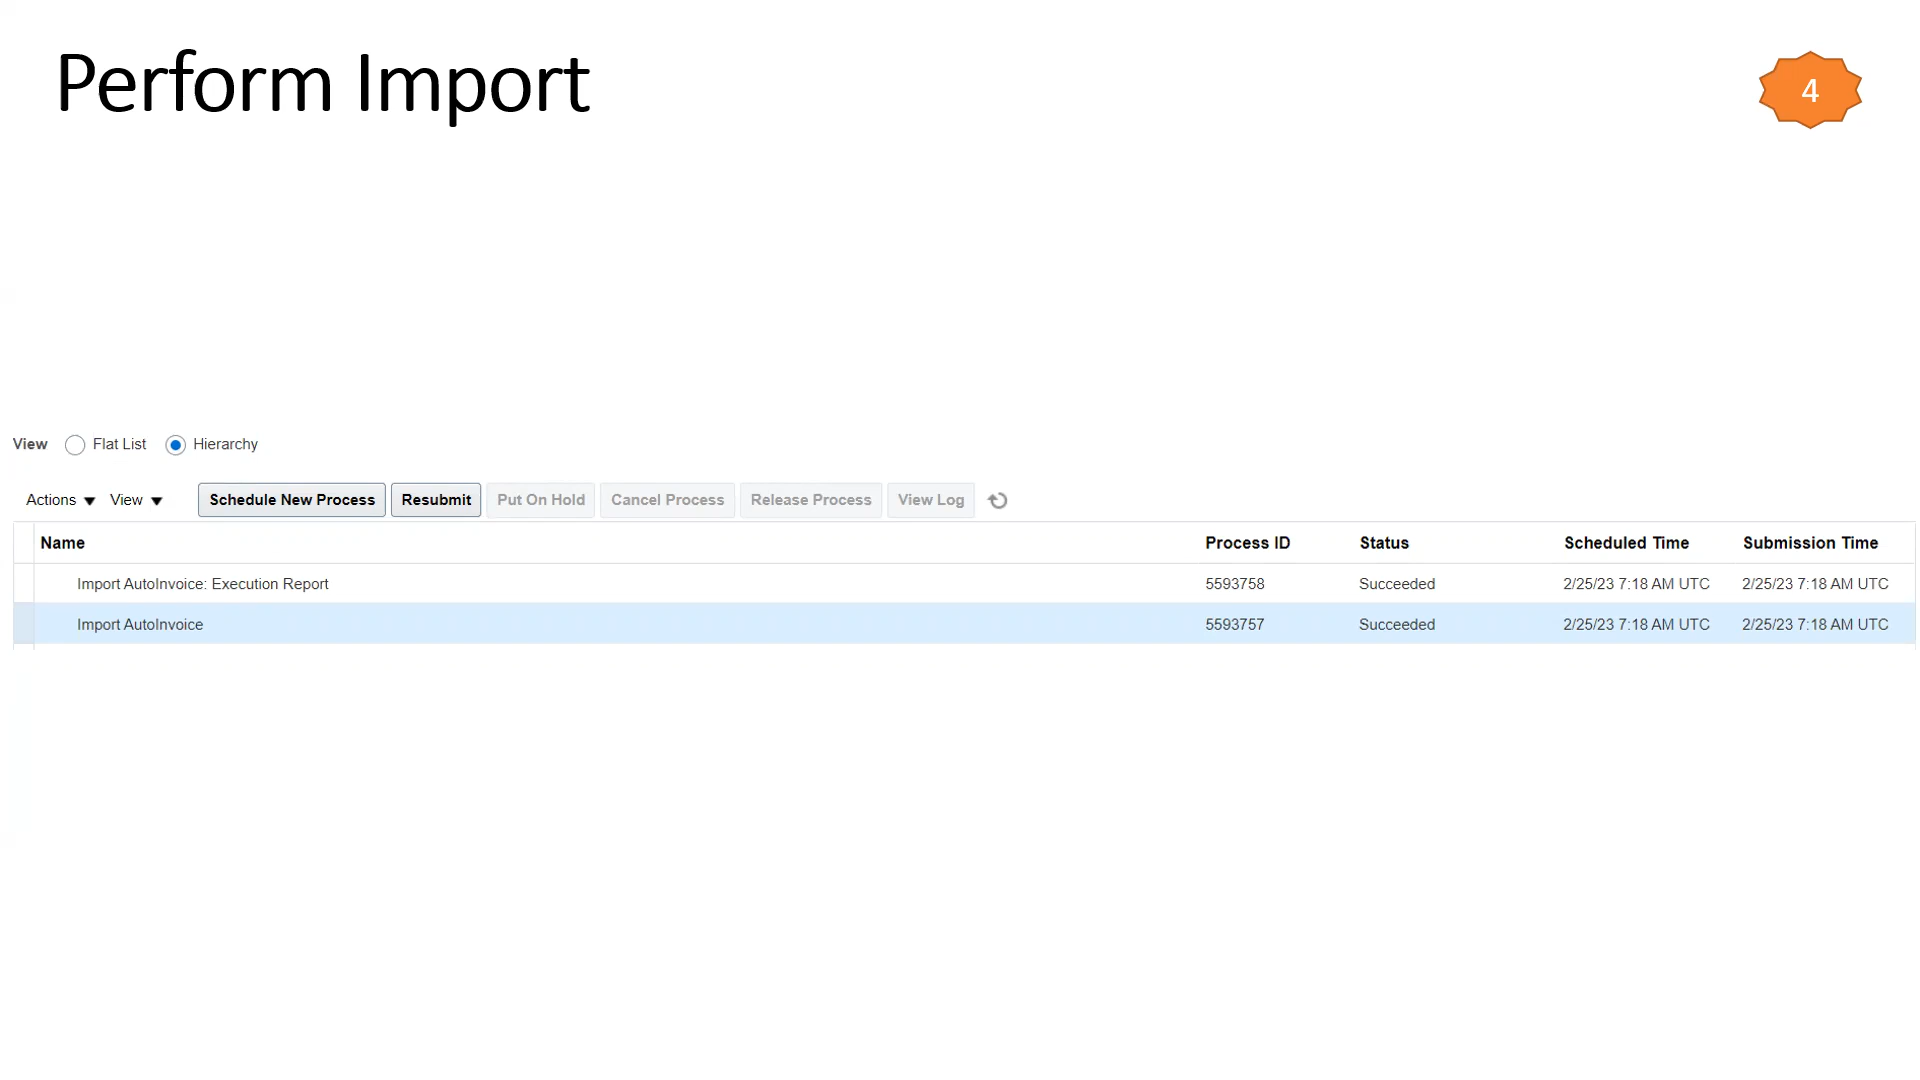 Perform Import
4
View Flat List Hierarchy
Actions View Schedule New Process Resubmit Put On Hold Cancel Process Release Process View Log
Name Process ID Status Scheduled Time Submission Time
Import AutoInvoice: Execution Report 5593758 Succeeded 2/25/23 7:18 AM UTC 2/25/23 7:18 AM UTC
Import AutoInvoice 5593757 Succeeded 2/25/23 7:18 AM UTC 2/25/23 7:18 AM UTC